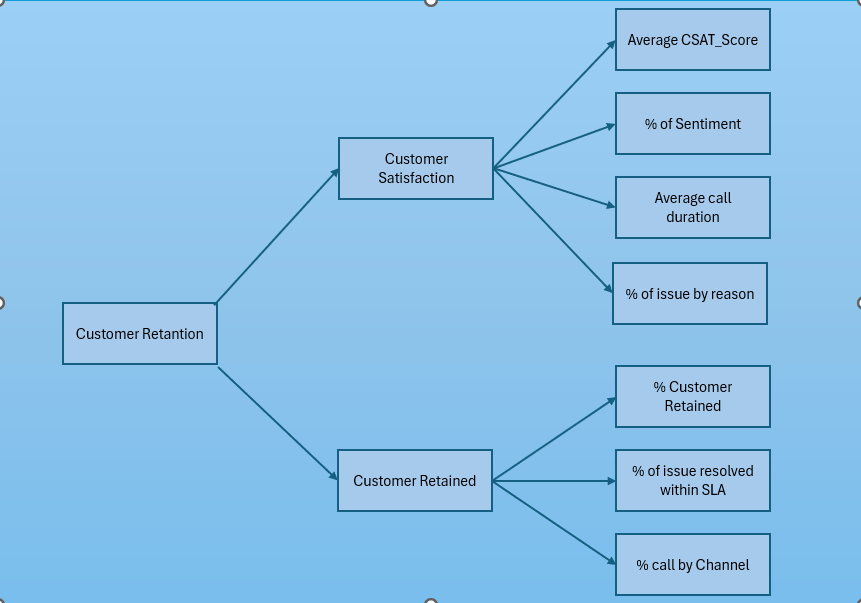 Average CSAT_Score
% of Sentiment
Customer
Satisfaction
Average call
duration
% of issue by reason
Customer Retantion
% Customer
Retained
Customer Retained
% of issue resolved
within SLA
% call by Channel